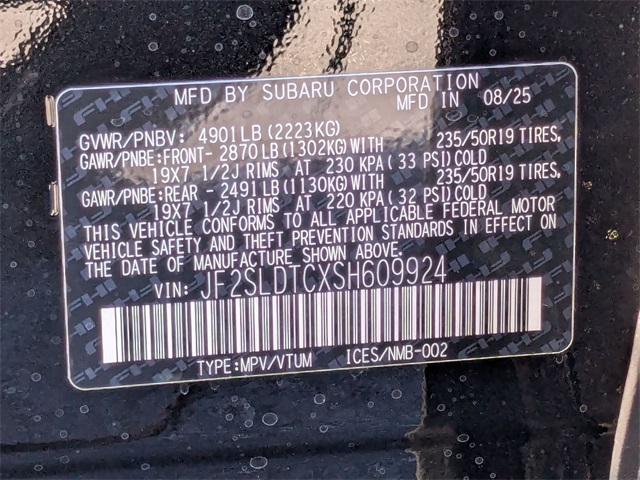 MFD BY SUBARU CORPORATION
MFD IN 08/25
GVWR/PNBV: 4901LB(2223KG)
GAWR/PNBE:FRONT- 2870LB(1302KG)WITH 235/50R19 TIRES,
19X7 1/2J RIMS AT 230 KPA(33 PSI)COLD
GAWR/PNBE:REAR - 2491LB(1130KG)WITH 235/50R19 TIRES,
19X7 1/2J RIMS AT 220 KPA(32 PSI)COLD
THIS VEHICLE CONFORMS TO ALL APPLICABLE FEDERAL MOTOR
VEHICLE SAFETY AND THEFT PREVENTION STANDARDS IN EFFECT ON
THE DATE OF MANUFACTURE SHOWN ABOVE.
VIN: JF2SLDTCXSH609924
TYPE:MPV/VTUM ICES/NMB-002